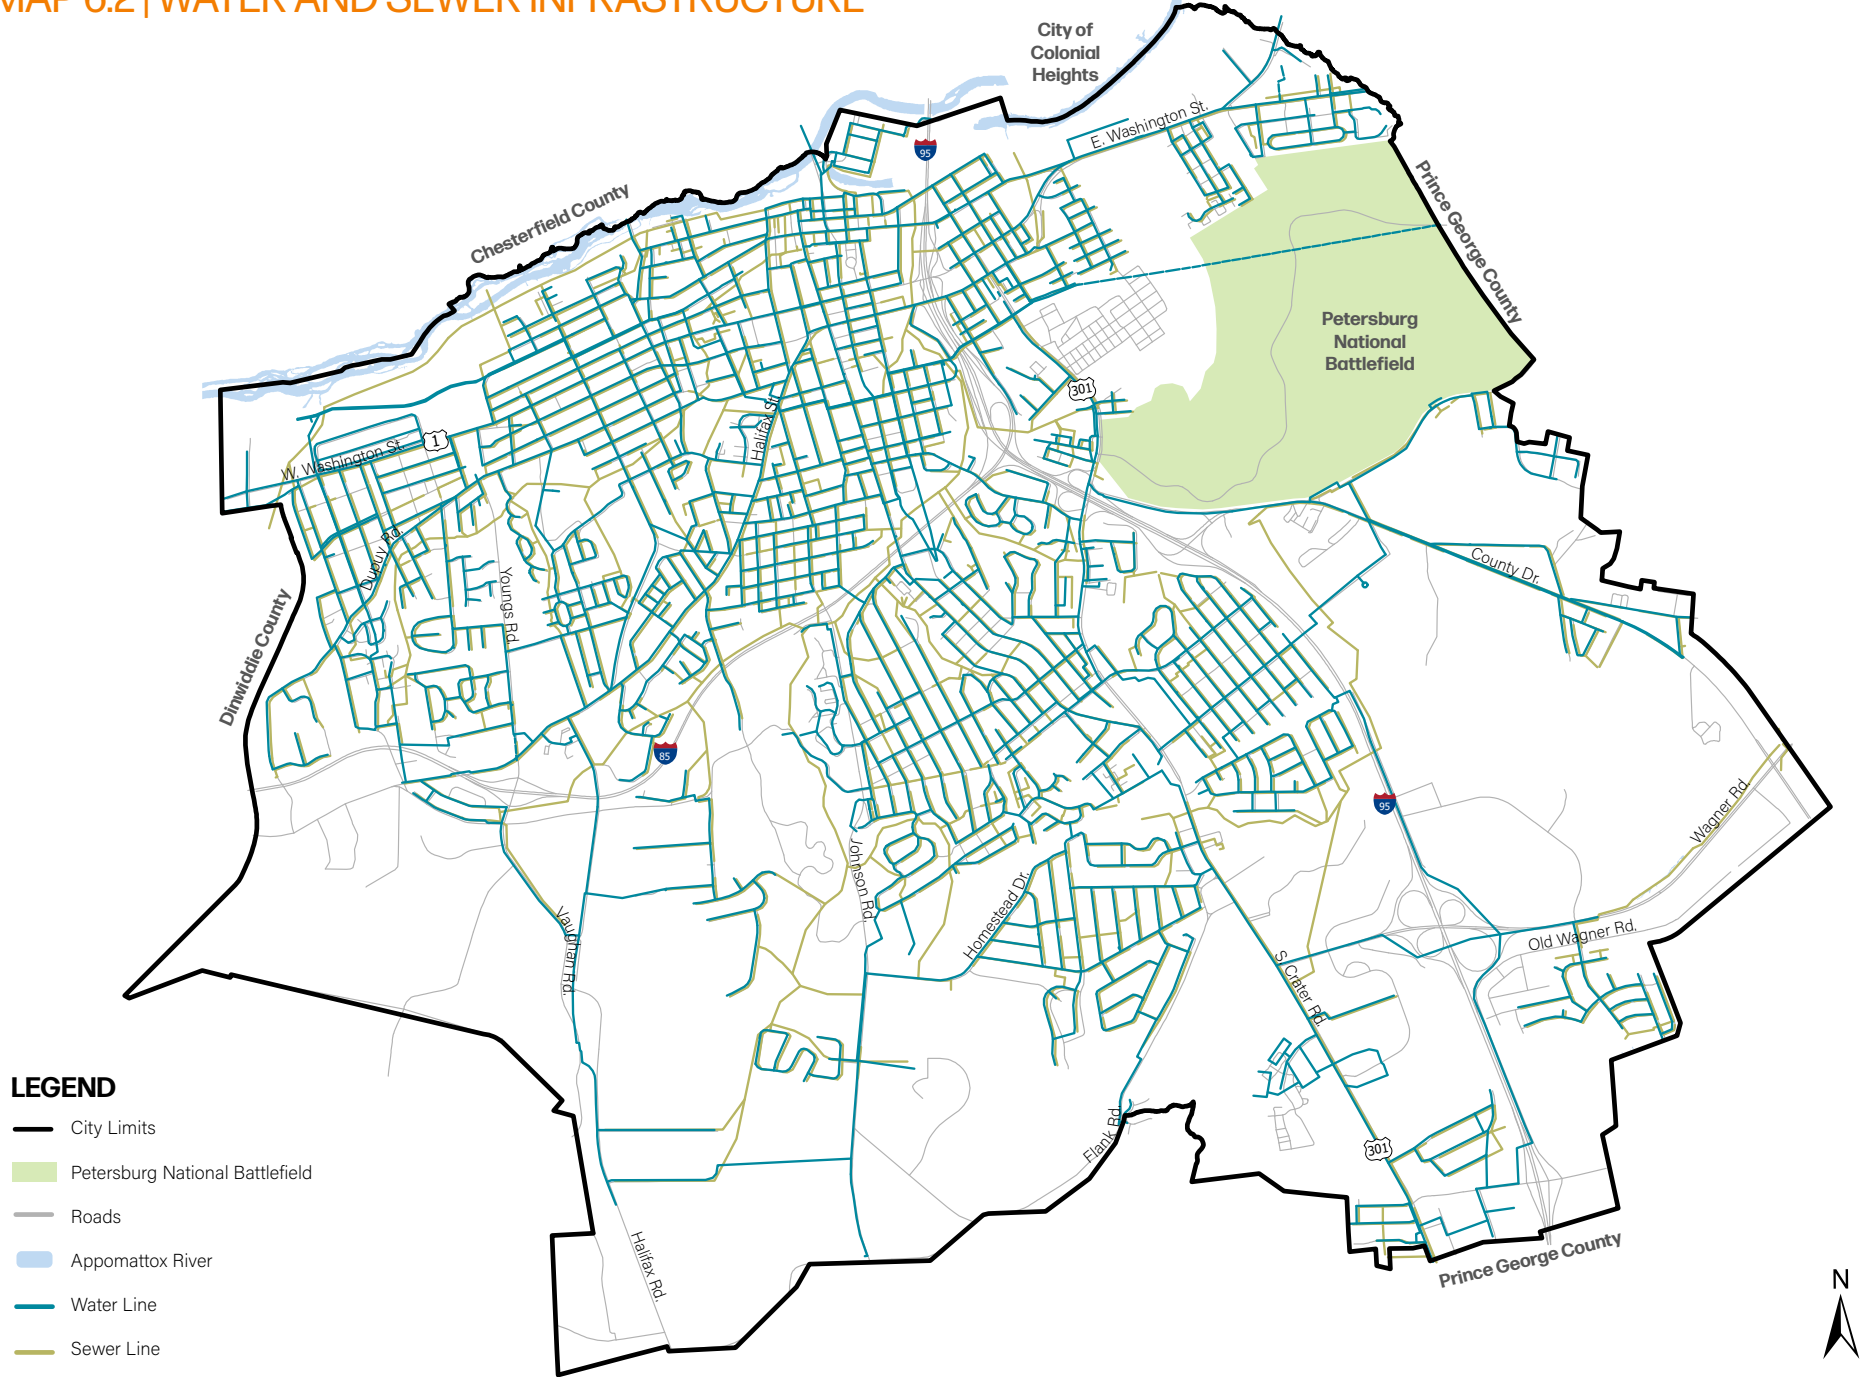 MAP 6.2 | WATER AND SEWER INFRASTRUCTURE
City of
Colonial
Heights
E. Washington St.
95
Chesterfield County
Prince George County
Petersburg
National
Battlefield
301
Halifax St.
1
W. Washington St.
Dupuy Rd.
Youngs Rd.
County Dr.
Dinwiddie County
85
95
Wagner Rd.
Johnson Rd.
Homestead Dr.
Vaughan Rd.
Old Wagner Rd.
S. Crater Rd.
Flank Rd.
301
Halifax Rd.
Prince George County
LEGEND
City Limits
Petersburg National Battlefield
Roads
Appomattox River
Water Line
Sewer Line
N